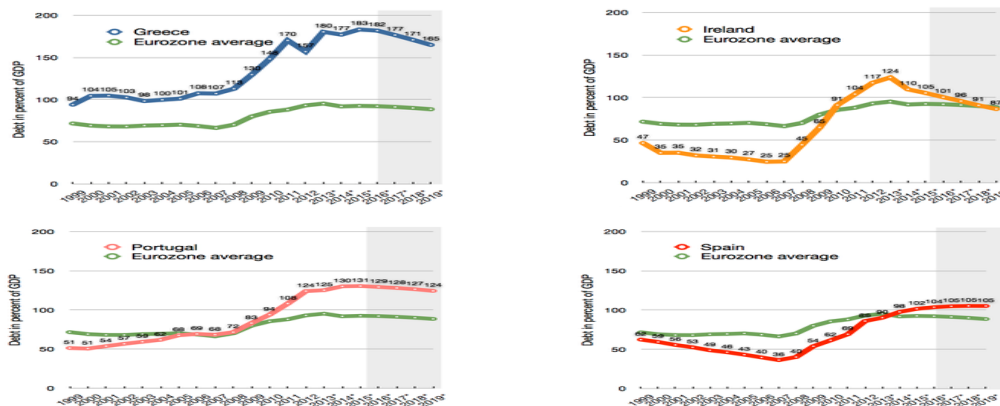 200
Greece
Eurozone average
150
100
50
0
Debt in percent of GDP
94 104 105 103 98 100 101 108 107 113 130 148 170 157 180 177 183 182 177 171 165
1999 2000 2001 2002 2003 2004 2005 2006 2007 2008 2009 2010 2011 2012 2013* 2014* 2015* 2016* 2017* 2018* 2019*
200
Ireland
Eurozone average
150
100
50
0
Debt in percent of GDP
47 35 35 32 31 30 27 25 25 45 65 91 104 117 124 110 105 101 96 91 87
1999 2000 2001 2002 2003 2004 2005 2006 2007 2008 2009 2010 2011 2012 2013* 2014* 2015* 2016* 2017* 2018* 2019*
200
Portugal
Eurozone average
150
100
50
0
Debt in percent of GDP
51 51 54 57 59 62 68 69 68 72 83 94 108 124 125 130 131 129 128 127 124
1999 2000 2001 2002 2003 2004 2005 2006 2007 2008 2009 2010 2011 2012 2013* 2014* 2015* 2016* 2017* 2018* 2019*
200
Spain
Eurozone average
150
100
50
0
Debt in percent of GDP
62 59 56 53 49 46 43 40 36 40 54 62 69 86 90 98 102 104 105 105 105
1999 2000 2001 2002 2003 2004 2005 2006 2007 2008 2009 2010 2011 2012 2013* 2014* 2015* 2016* 2017* 2018* 2019*